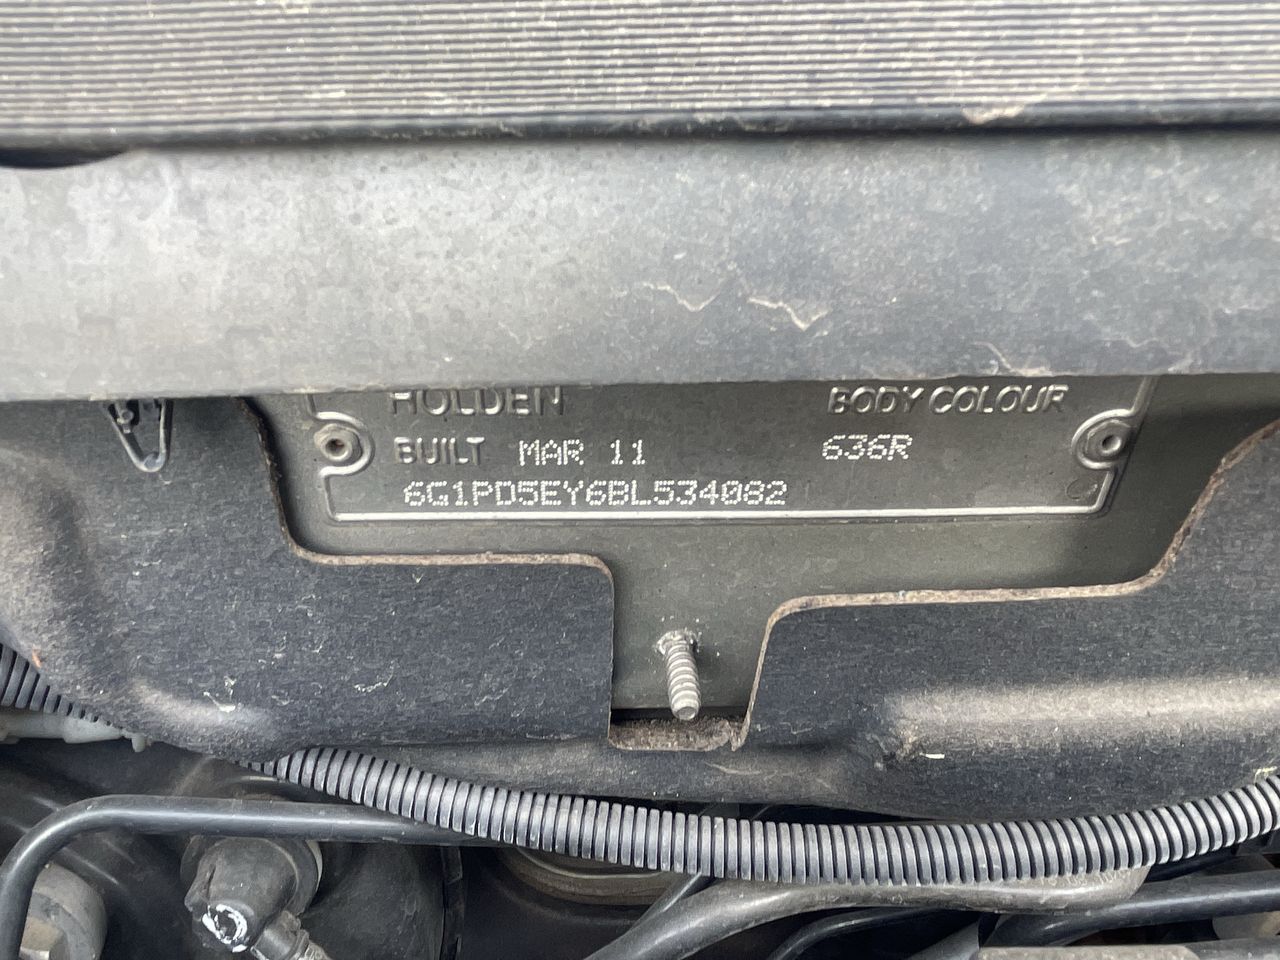 HOLDEN BODY COLOUR
BUILT MAR 11 636R
6G1PD5EY6BL534082